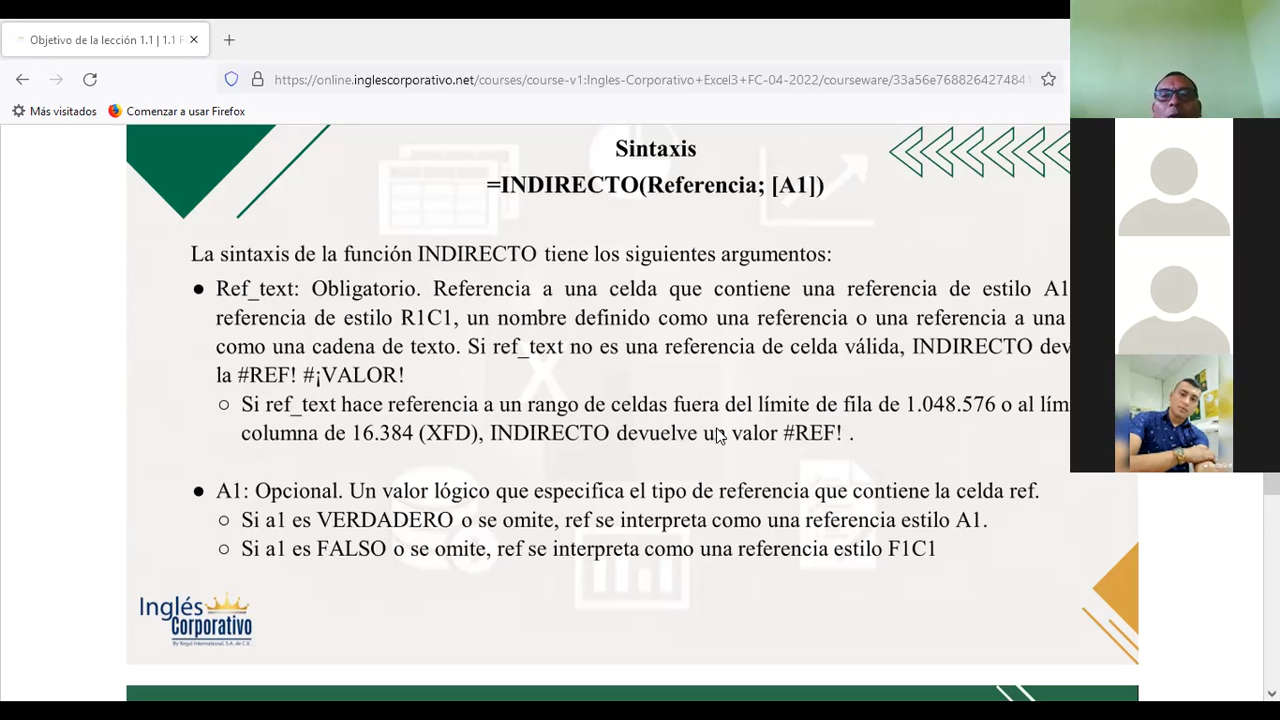 Objetivo de la lección 1.1 | 1.1 F
https://online.inglescorporativo.net/courses/course-v1:Ingles-Corporativo+Excel3+FC-04-2022/courseware/33a56e7688264274841
Más visitados Comenzar a usar Firefox
Sintaxis
=INDIRECTO(Referencia; [A1])
La sintaxis de la función INDIRECTO tiene los siguientes argumentos:
● Ref_text: Obligatorio. Referencia a una celda que contiene una referencia de estilo A1
referencia de estilo R1C1, un nombre definido como una referencia o una referencia a una
como una cadena de texto. Si ref_text no es una referencia de celda válida, INDIRECTO dev
la #REF! #¡VALOR!
○ Si ref_text hace referencia a un rango de celdas fuera del límite de fila de 1.048.576 o al lím
columna de 16.384 (XFD), INDIRECTO devuelve un valor #REF! .
● A1: Opcional. Un valor lógico que especifica el tipo de referencia que contiene la celda ref.
○ Si a1 es VERDADERO o se omite, ref se interpreta como una referencia estilo A1.
○ Si a1 es FALSO o se omite, ref se interpreta como una referencia estilo F1C1
Inglés
Corporativo
By Regal International, S.A. de C.V.